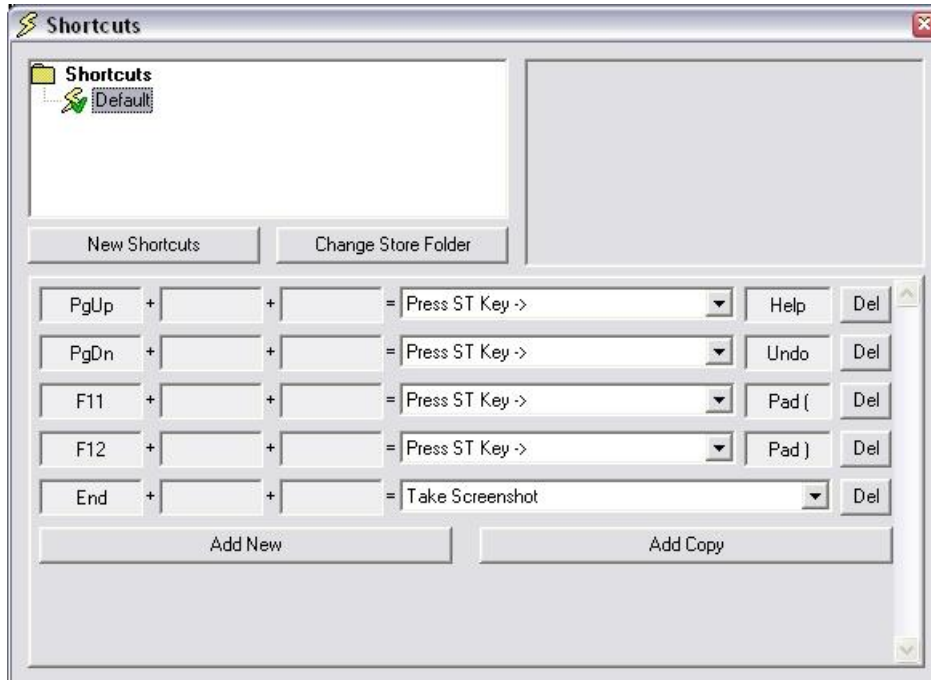 Shortcuts
Shortcuts
Default
New Shortcuts Change Store Folder
PgUp + + = Press ST Key -> Help Del
PgDn + + = Press ST Key -> Undo Del
F11 + + = Press ST Key -> Pad ( Del
F12 + + = Press ST Key -> Pad ) Del
End + + = Take Screenshot Del
Add New Add Copy